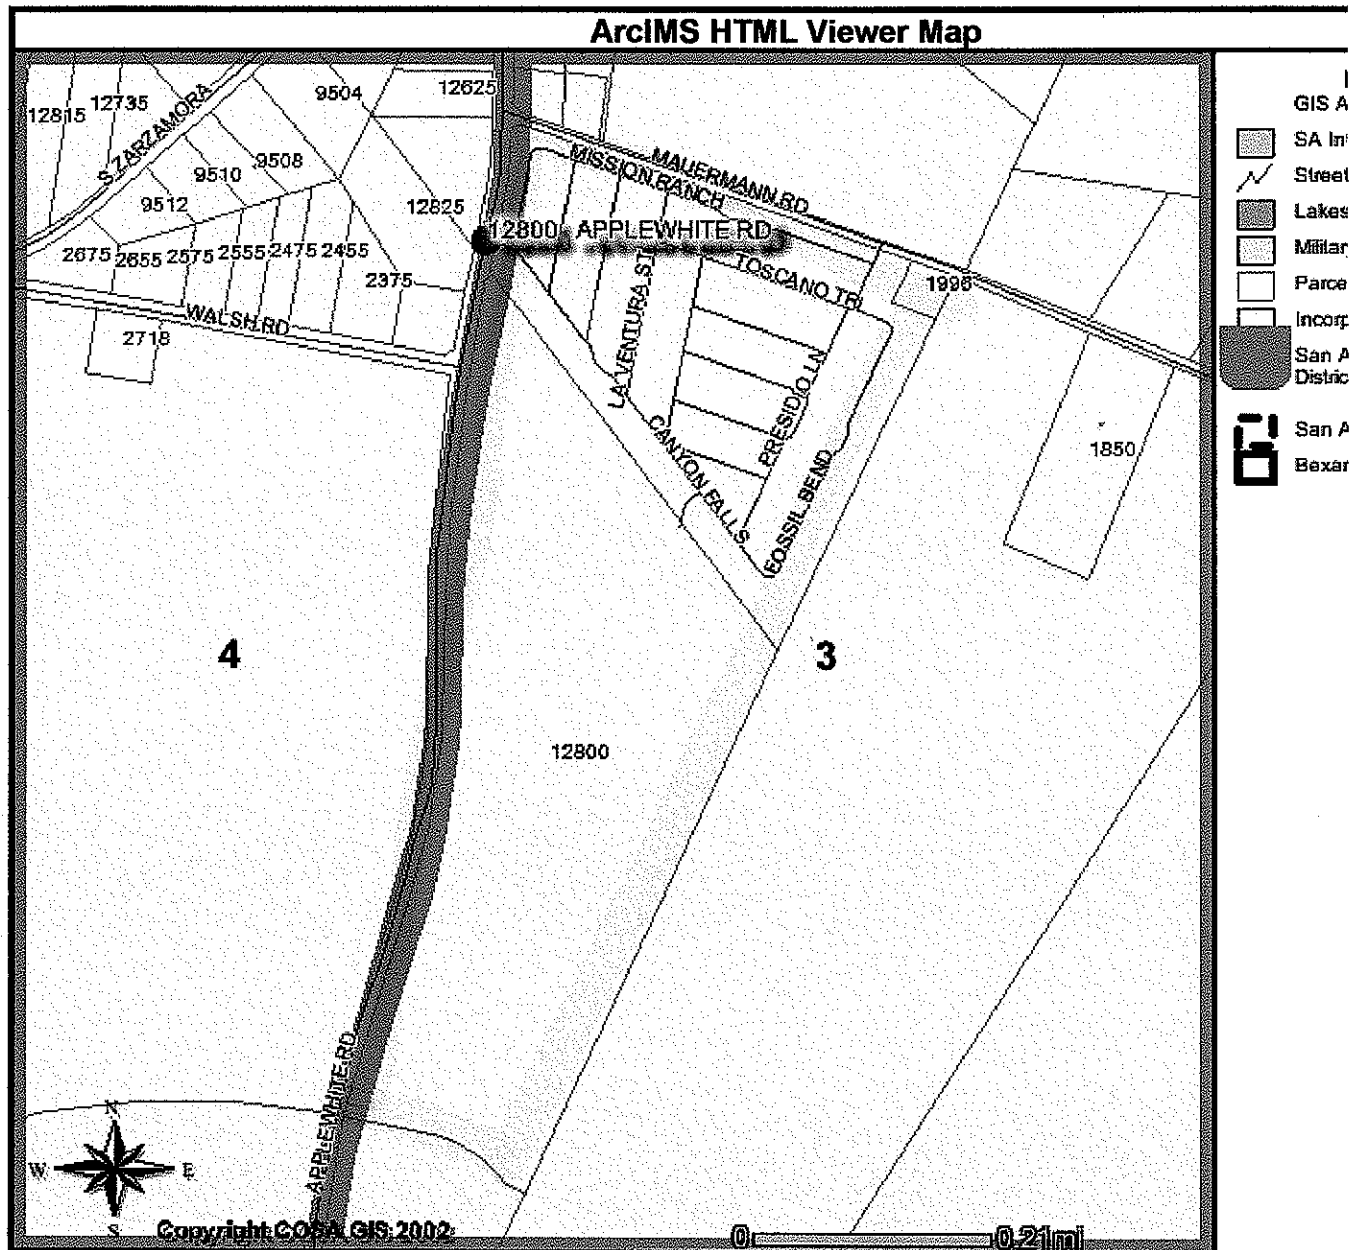 ArcIMS HTML Viewer Map
12815
12735
S ZARZAMORA
9504
12625
9508
9510
9512
12825
MAUERMANN RD
MISSION RANCH
12800 APPLEWHITE RD
2675
2655
2575
2555
2475
2455
2375
WALSH RD
2718
LA VENTURA ST
TOSCANO TR
1996
PRESIDIO LN
CANYON FALLS
FOSSIL BEND
1850
4
3
12800
APPLEWHITE RD
N
W
E
S
Copyright COSA GIS 2002
0
0.21 mi
GIS A
SA In
Street
Lakes
Militar
Parce
Incorp
San A
Distric
San A
Bexar